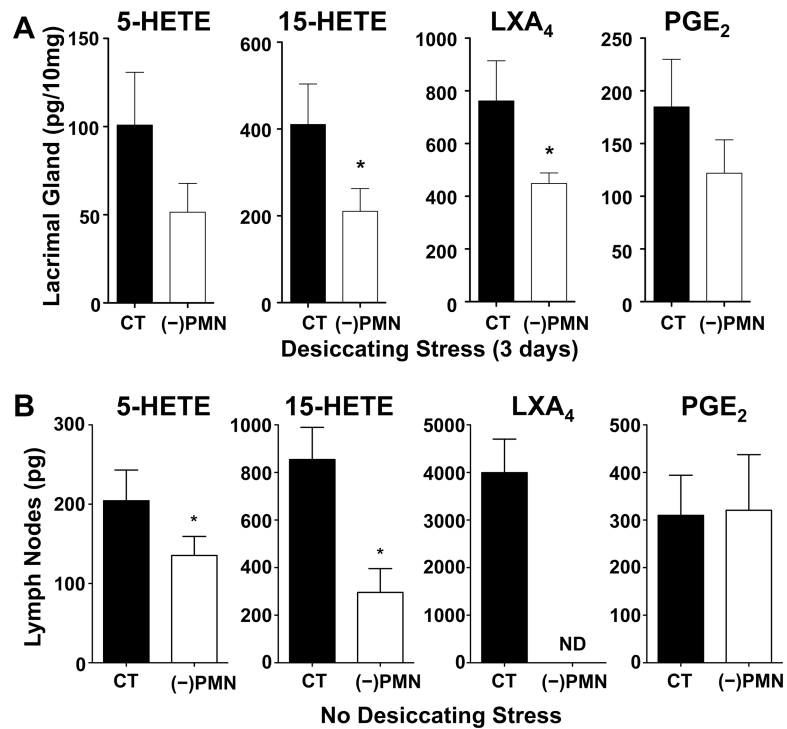 A
5-HETE 15-HETE LXA₄ PGE₂
Lacrimal Gland (pg/10mg)
150 600 1000 250
800 200
100 400
600 150
400 100
50 200
200 50
0 0 0 0
*
*
CT (−)PMN CT (−)PMN CT (−)PMN CT (−)PMN
Desiccating Stress (3 days)
B
5-HETE 15-HETE LXA₄ PGE₂
Lymph Nodes (pg)
300 1000 5000 500
800 4000 400
200
600 3000 300
400 2000 200
100
200 1000 100
0 0 0 0
*
*
ND
CT (−)PMN CT (−)PMN CT (−)PMN CT (−)PMN
No Desiccating Stress